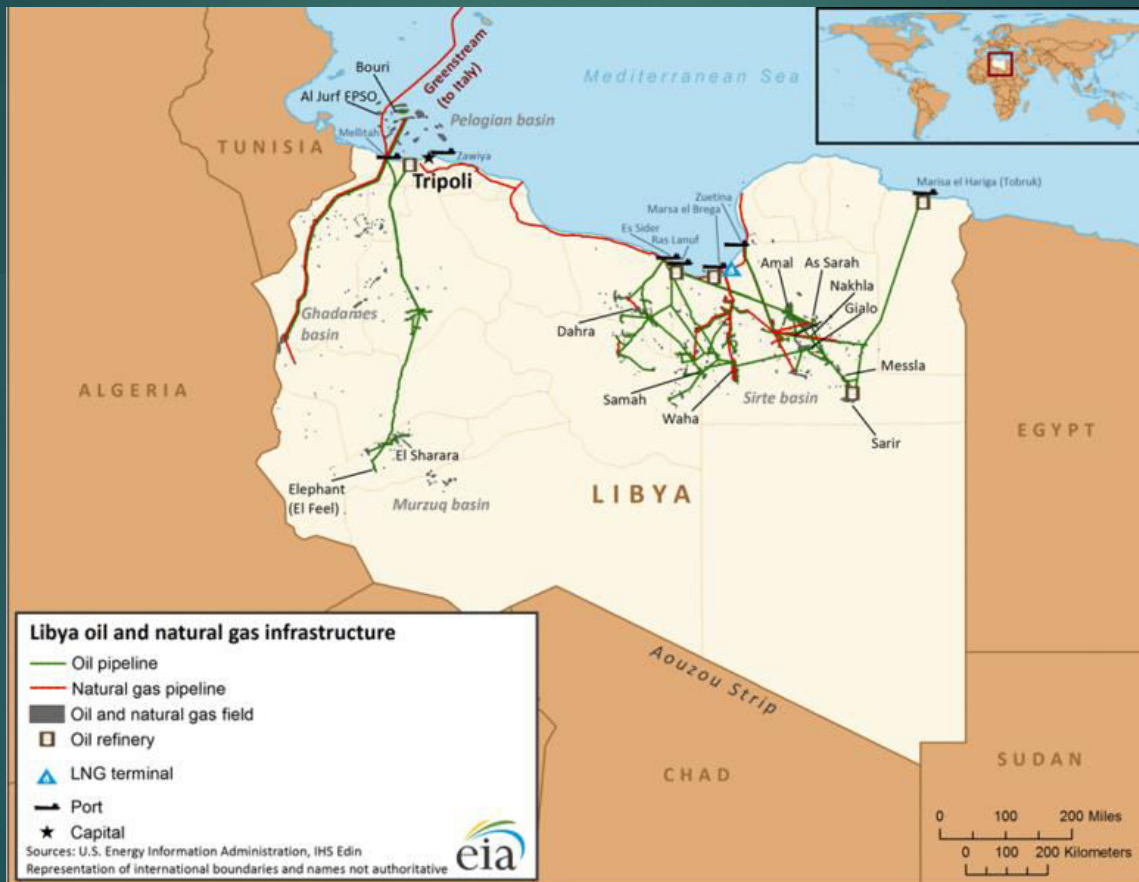 Bouri
Al Jurf FPSO
Greenstream
(to Italy)
Mediterranean Sea
Pelagian basin
TUNISIA
Mellitah
Zawiya
Tripoli
Marisa el Hariga (Tobruk)
Zuetina
Marsa el Brega
Es Sider
Ras Lanuf
Amal
As Sarah
Nakhla
Gialo
Ghadames
basin
Dahra
Messla
ALGERIA
Samah
Sirte basin
Waha
Sarir
EGYPT
El Sharara
Elephant
(El Feel)
Murzuq basin
LIBYA
Aouzou Strip
CHAD
SUDAN
Libya oil and natural gas infrastructure
Oil pipeline
Natural gas pipeline
Oil and natural gas field
Oil refinery
LNG terminal
Port
Capital
Sources: U.S. Energy Information Administration, IHS Edin
Representation of international boundaries and names not authoritative
eia
0 100 200 Miles
0 100 200 Kilometers